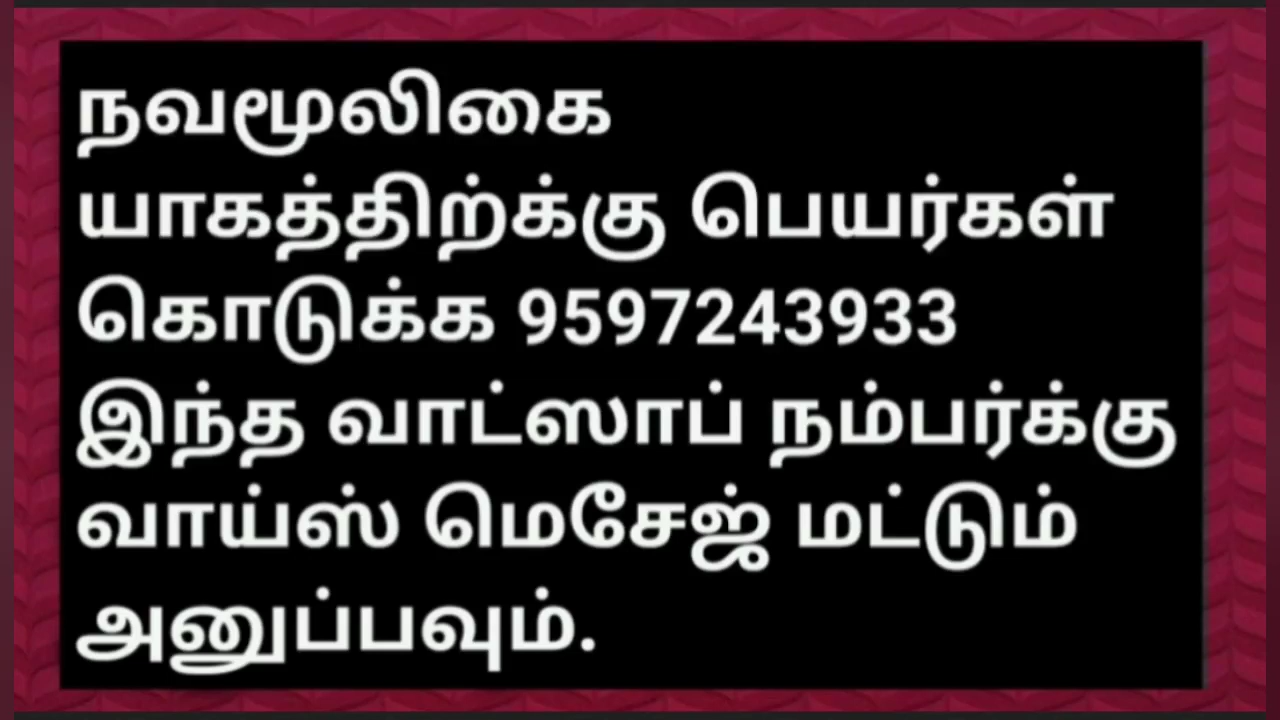 நவமூலிகை
யாகத்திற்க்கு பெயர்கள்
கொடுக்க 9597243933
இந்த வாட்ஸாப் நம்பர்க்கு
வாய்ஸ் மெசேஜ் மட்டும்
அனுப்பவும்.